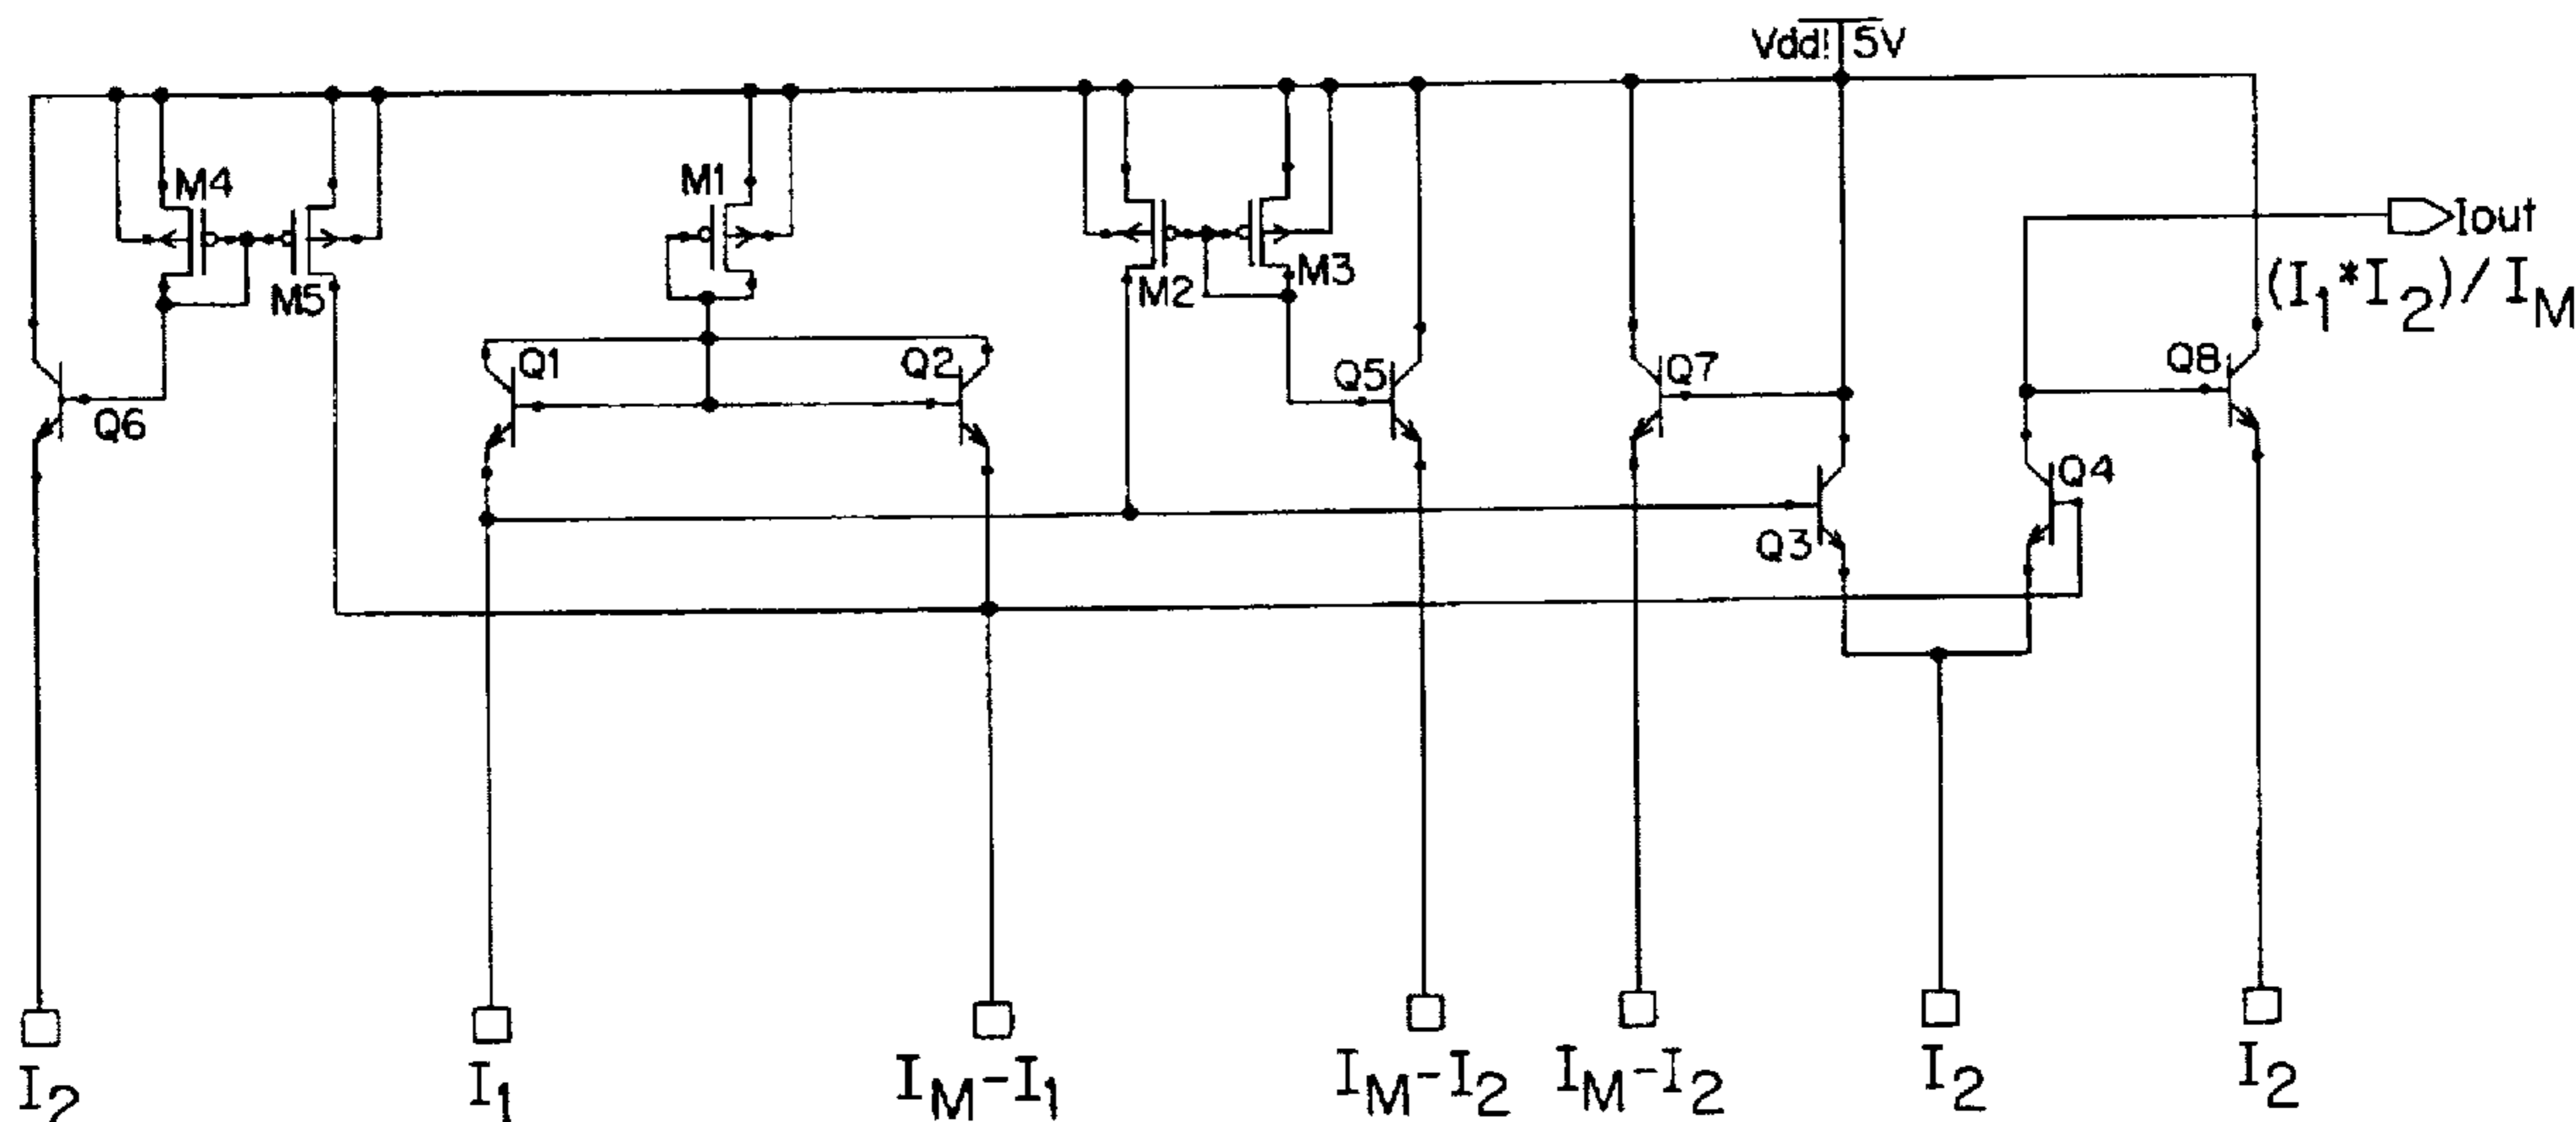 Vdd! 5V
M4
M1
Iout
M5
M2
M3
(I1*I2)/IM
Q1
Q2
Q5
Q7
Q8
Q6
Q4
Q3
I2
I1
IM-I1
IM-I2
IM-I2
I2
I2